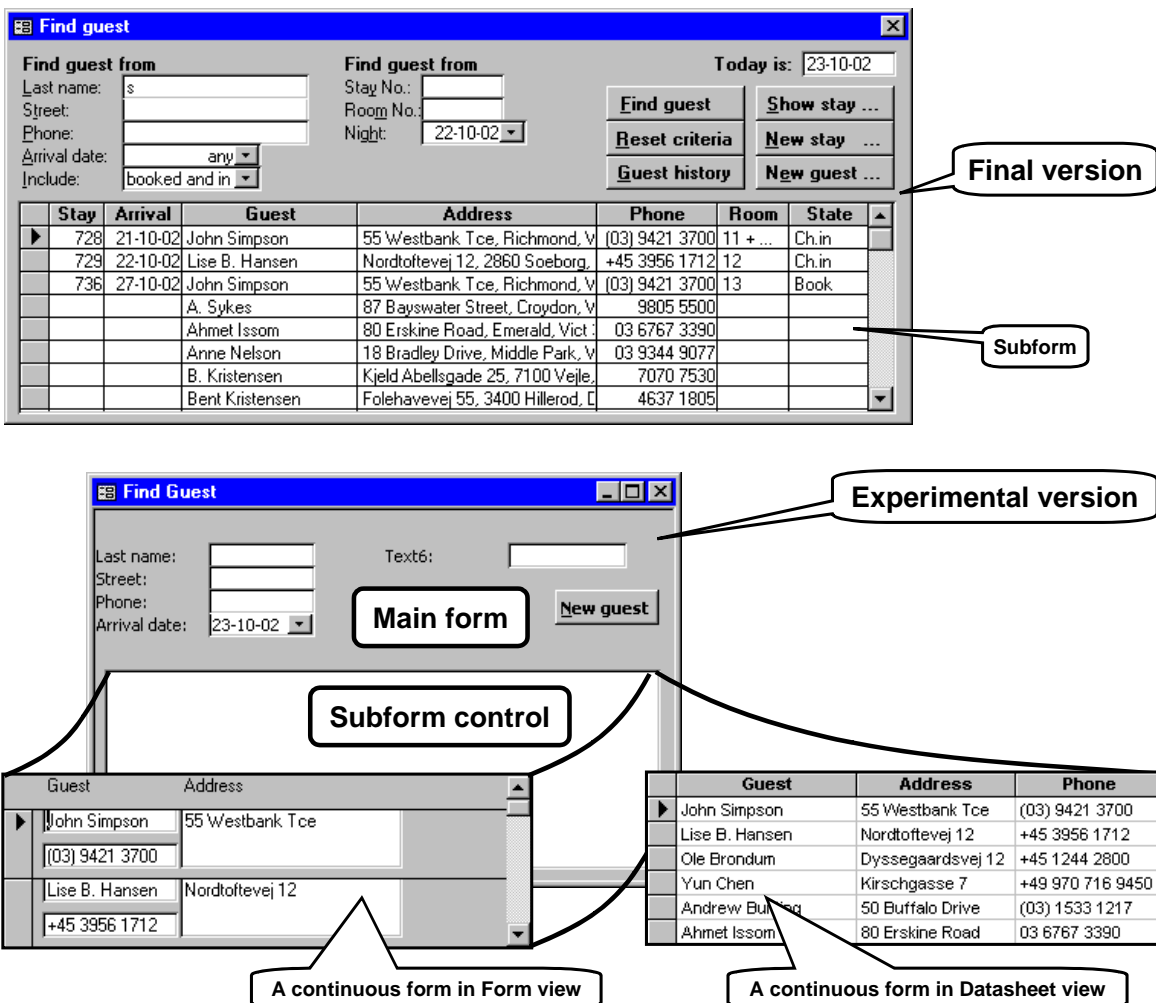 Find guest
Find guest from Find guest from Today is: 23-10-02
Last name: s Stay No.:
Street: Room No.: Find guest Show stay ...
Phone: Night: 22-10-02 Reset criteria New stay ...
Arrival date: any
Include: booked and in Guest history New guest ...
Final version
Stay Arrival Guest Address Phone Room State
728 21-10-02 John Simpson 55 Westbank Tce, Richmond, V (03) 9421 3700 11 + ... Ch.in
729 22-10-02 Lise B. Hansen Nordtoftevej 12, 2860 Soeborg, +45 3956 1712 12 Ch.in
736 27-10-02 John Simpson 55 Westbank Tce, Richmond, V (03) 9421 3700 13 Book
A. Sykes 87 Bayswater Street, Croydon, V 9805 5500
Ahmet Issom 80 Erskine Road, Emerald, Vict 03 6767 3390
Anne Nelson 18 Bradley Drive, Middle Park, V 03 9344 9077
B. Kristensen Kjeld Abellsgade 25, 7100 Vejle, 7070 7530
Bent Kristensen Folehavevej 55, 3400 Hillerod, 4637 1805
Subform
Find Guest
Experimental version
Last name: Text6:
Street:
Phone: New guest
Arrival date: 23-10-02
Main form
Subform control
Guest Address
John Simpson 55 Westbank Tce
(03) 9421 3700
Lise B. Hansen Nordtoftevej 12
+45 3956 1712
A continuous form in Form view
Guest Address Phone
John Simpson 55 Westbank Tce (03) 9421 3700
Lise B. Hansen Nordtoftevej 12 +45 3956 1712
Ole Brondum Dyssegaardsvej 12 +45 1244 2800
Yun Chen Kirschgasse 7 +49 970 716 9450
Andrew 50 Buffalo Drive (03) 1533 1217
Ahmet Issom 80 Erskine Road 03 6767 3390
A continuous form in Datasheet view